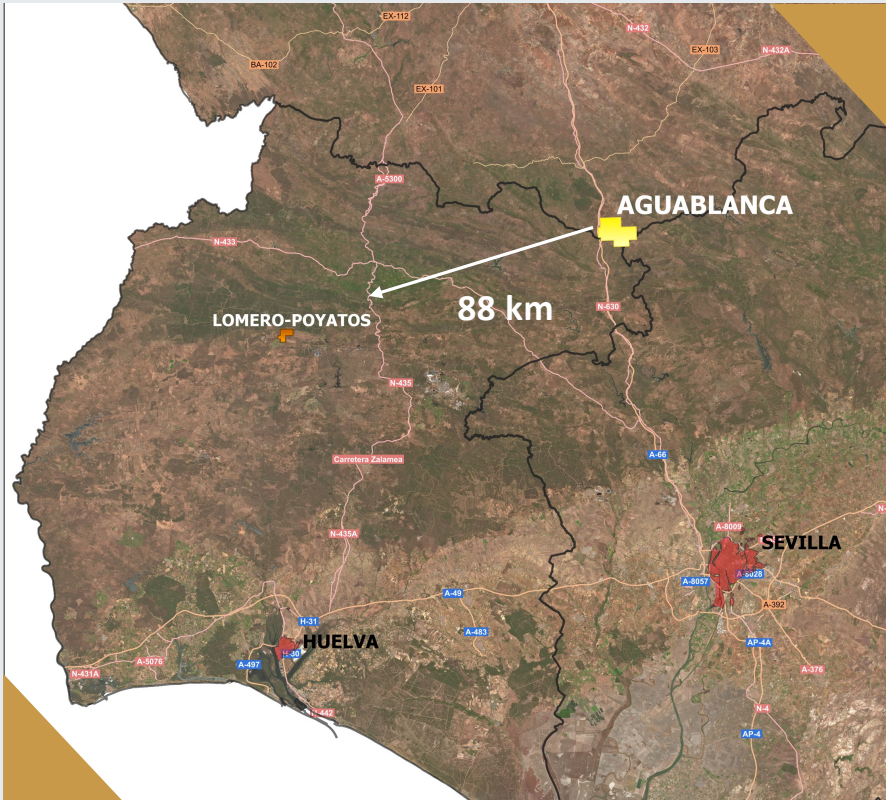 EX-112
N-432
EX-103
N-432A
BA-102
EX-101
A-5300
AGUABLANCA
N-433
88 km
N-630
LOMERO-POYATOS
N-435
Carretera Zalamea
A-66
N-435A
A-8009
SEVILLA
A-8057
A-8028
A-49
A-392
H-31
A-483
HUELVA
H-30
AP-4A
A-5076
A-497
N-431A
A-376
N-442
N-4
AP-4